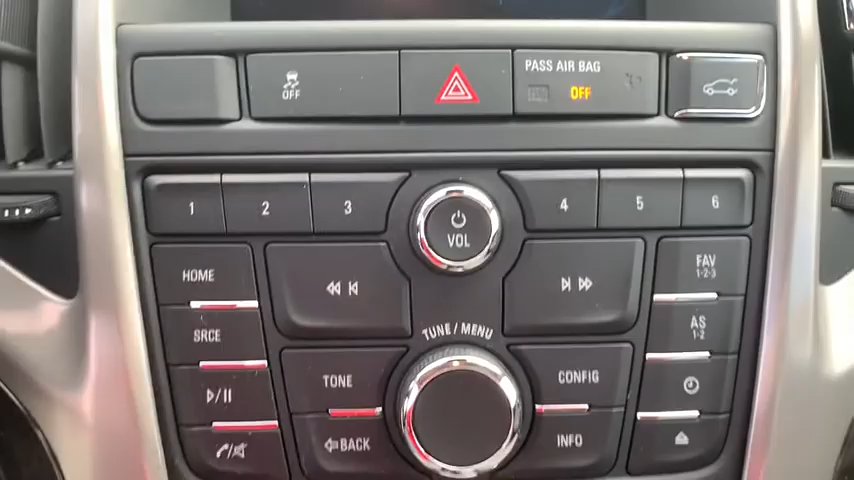 OFF
PASS AIR BAG
OFF
1 2 3 4 5 6
VOL
HOME
FAV
1-2-3
SRCE
AS
1-2
TUNE / MENU
TONE
CONFIG
BACK
INFO